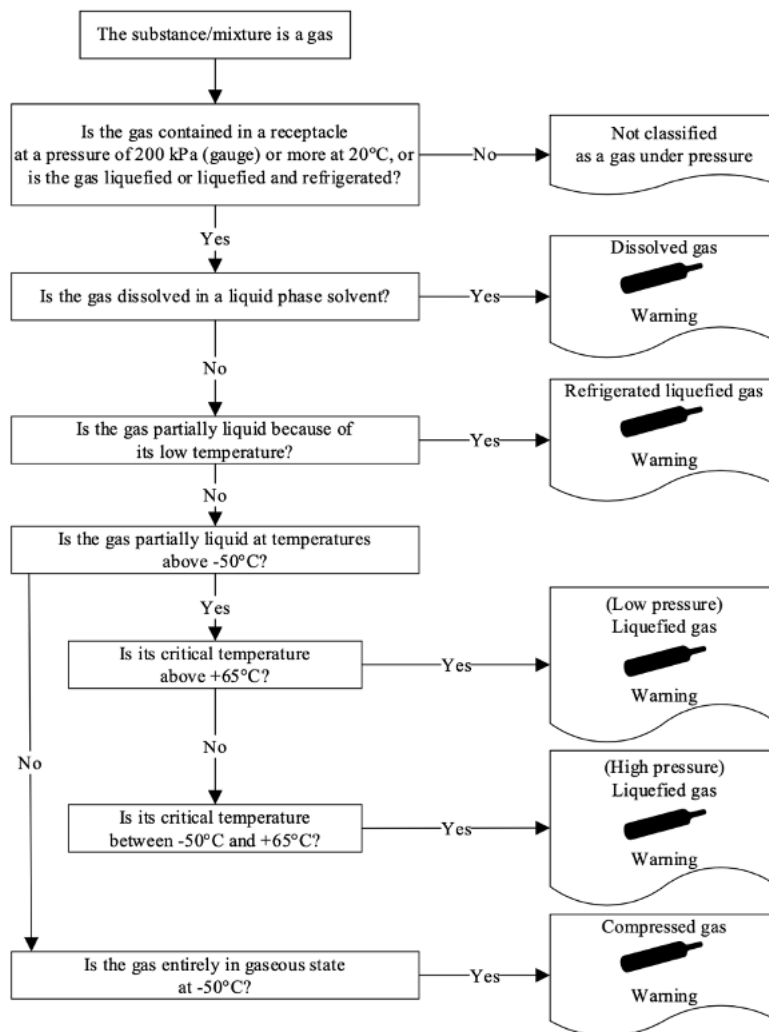 The substance/mixture is a gas
Is the gas contained in a receptacle
at a pressure of 200 kPa (gauge) or more at 20°C, or
is the gas liquefied or liquefied and refrigerated?
No
Not classified
as a gas under pressure
Yes
Is the gas dissolved in a liquid phase solvent?
Yes
Dissolved gas
Warning
No
Is the gas partially liquid because of
its low temperature?
Yes
Refrigerated liquefied gas
Warning
No
Is the gas partially liquid at temperatures
above -50°C?
Yes
Is its critical temperature
above +65°C?
Yes
(Low pressure)
Liquefied gas
Warning
No
No
Is its critical temperature
between -50°C and +65°C?
Yes
(High pressure)
Liquefied gas
Warning
Is the gas entirely in gaseous state
at -50°C?
Yes
Compressed gas
Warning